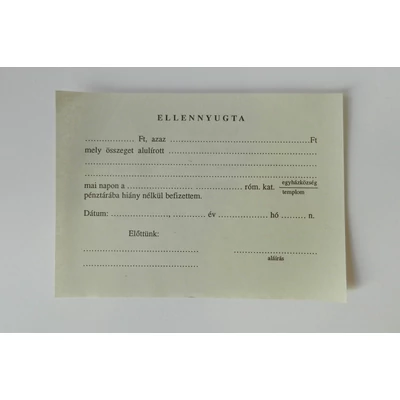 ELLENNYUGTA
.................. Ft, azaz ..................................................Ft
mely összeget alulírott ..................................................
..............................................................................
..............................................................................
mai napon a .................... ................ róm. kat. egyházközség
templom
pénztárába hiány nélkül befizettem.
Dátum: ...................., .......... év ................ hó ........ n.
Előttünk:
.............................. ....................
aláírás
..............................